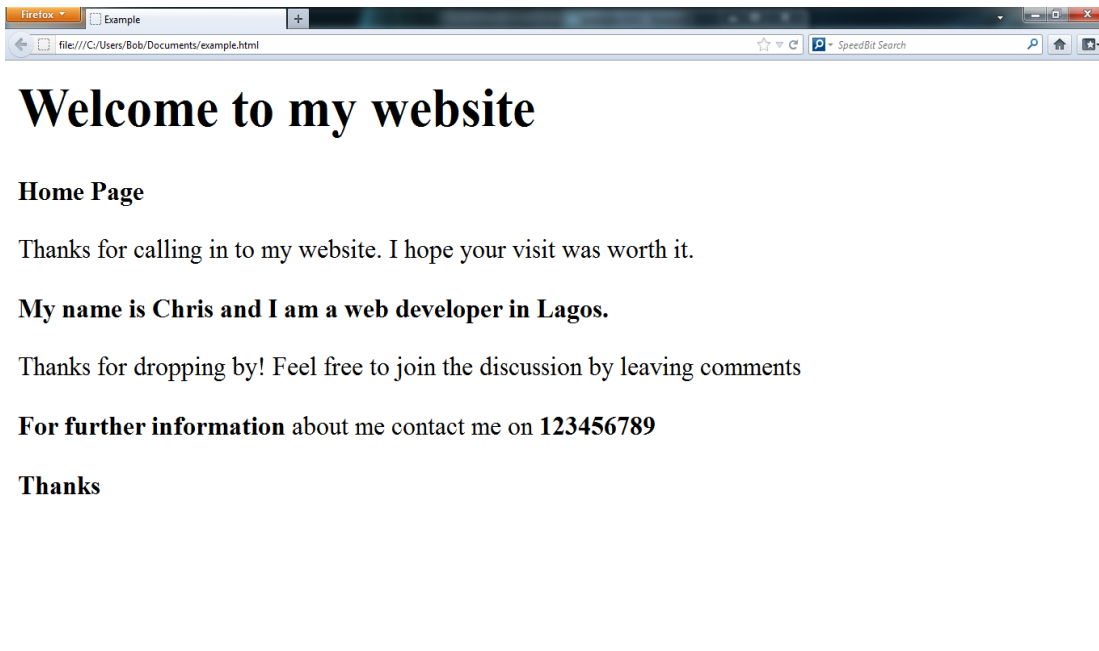 Firefox
Example
+
file:///C:/Users/Bob/Documents/example.html
SpeedBit Search
Welcome to my website
Home Page
Thanks for calling in to my website. I hope your visit was worth it.
My name is Chris and I am a web developer in Lagos.
Thanks for dropping by! Feel free to join the discussion by leaving comments
For further information about me contact me on 123456789
Thanks